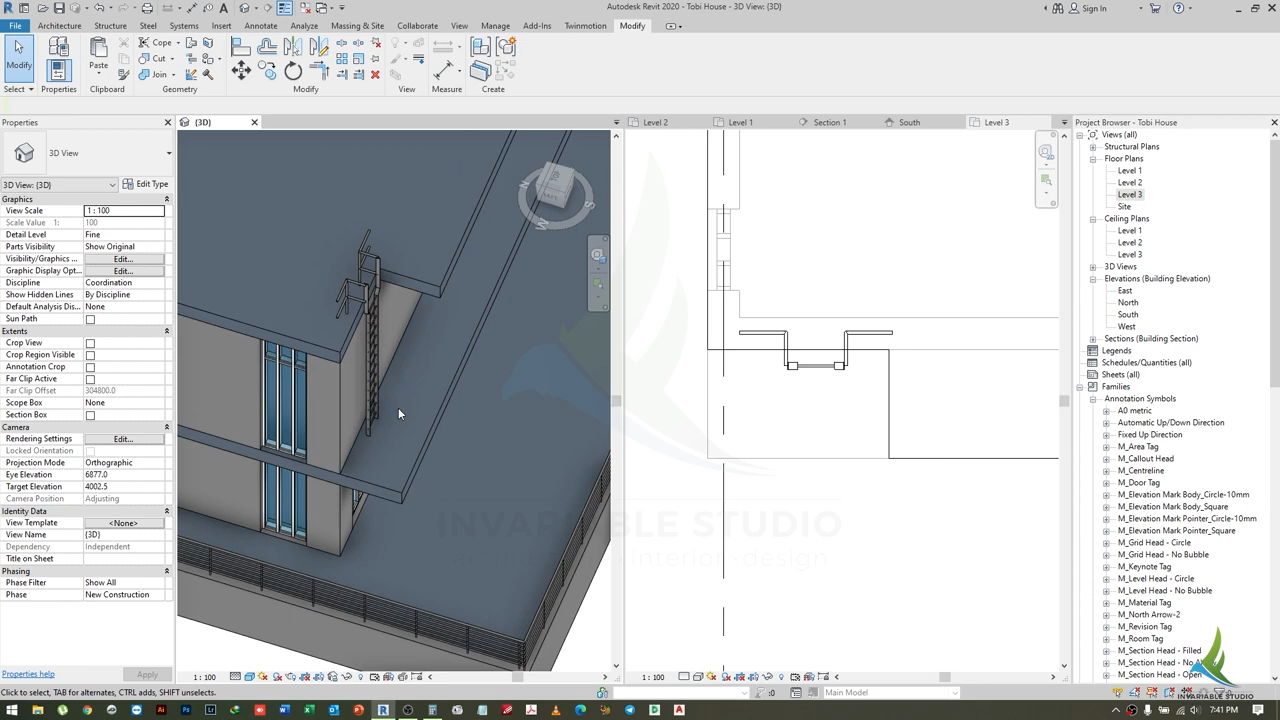 Autodesk Revit 2020 - Tobi House - 3D View: {3D}
Sign In
File Architecture Structure Steel Systems Insert Annotate Analyze Massing & Site Collaborate View Manage Add-Ins Twinmotion Modify
Modify Properties Paste Cope Cut Join
Select Properties Clipboard Geometry Modify View Measure Create
Properties
{3D}
Level 2
Level 1
Section 1
South
Level 3
Project Browser - Tobi House
3D View
3D View: {3D}
Edit Type
Graphics
View Scale 1 : 100
Scale Value 1: 100
Detail Level Fine
Parts Visibility Show Original
Visibility/Graphics ... Edit...
Graphic Display Opt... Edit...
Discipline Coordination
Show Hidden Lines By Discipline
Default Analysis Dis... None
Sun Path
Extents
Crop View
Crop Region Visible
Annotation Crop
Far Clip Active
Far Clip Offset 304800.0
Scope Box None
Section Box
Camera
Rendering Settings Edit...
Locked Orientation
Projection Mode Orthographic
Eye Elevation 6877.0
Target Elevation 4002.5
Camera Position Adjusting
Identity Data
View Template <None>
View Name {3D}
Dependency Independent
Title on Sheet
Phasing
Phase Filter Show All
Phase New Construction
Properties help
Apply
1 : 100
1 : 100
Views (all)
Structural Plans
Floor Plans
Level 1
Level 2
Level 3
Site
Ceiling Plans
Level 1
Level 2
Level 3
3D Views
Elevations (Building Elevation)
East
North
South
West
Sections (Building Section)
Legends
Schedules/Quantities (all)
Sheets (all)
Families
Annotation Symbols
A0 metric
Automatic Up/Down Direction
Fixed Up Direction
M_Area Tag
M_Callout Head
M_Centreline
M_Door Tag
M_Elevation Mark Body_Circle-10mm
M_Elevation Mark Body_Square
M_Elevation Mark Pointer_Circle-10mm
M_Elevation Mark Pointer_Square
M_Grid Head - Circle
M_Grid Head - No Bubble
M_Keynote Tag
M_Level Head - Circle
M_Level Head - No Bubble
M_Material Tag
M_North Arrow-2
M_Revision Tag
M_Room Tag
M_Section Head - Filled
M_Section Head - No
M_Section Head - Open
INVARIABLE STUDIO
INVARIABLE STUDIO
Click to select, TAB for alternates, CTRL adds, SHIFT unselects.
:0
Main Model
7:41 PM